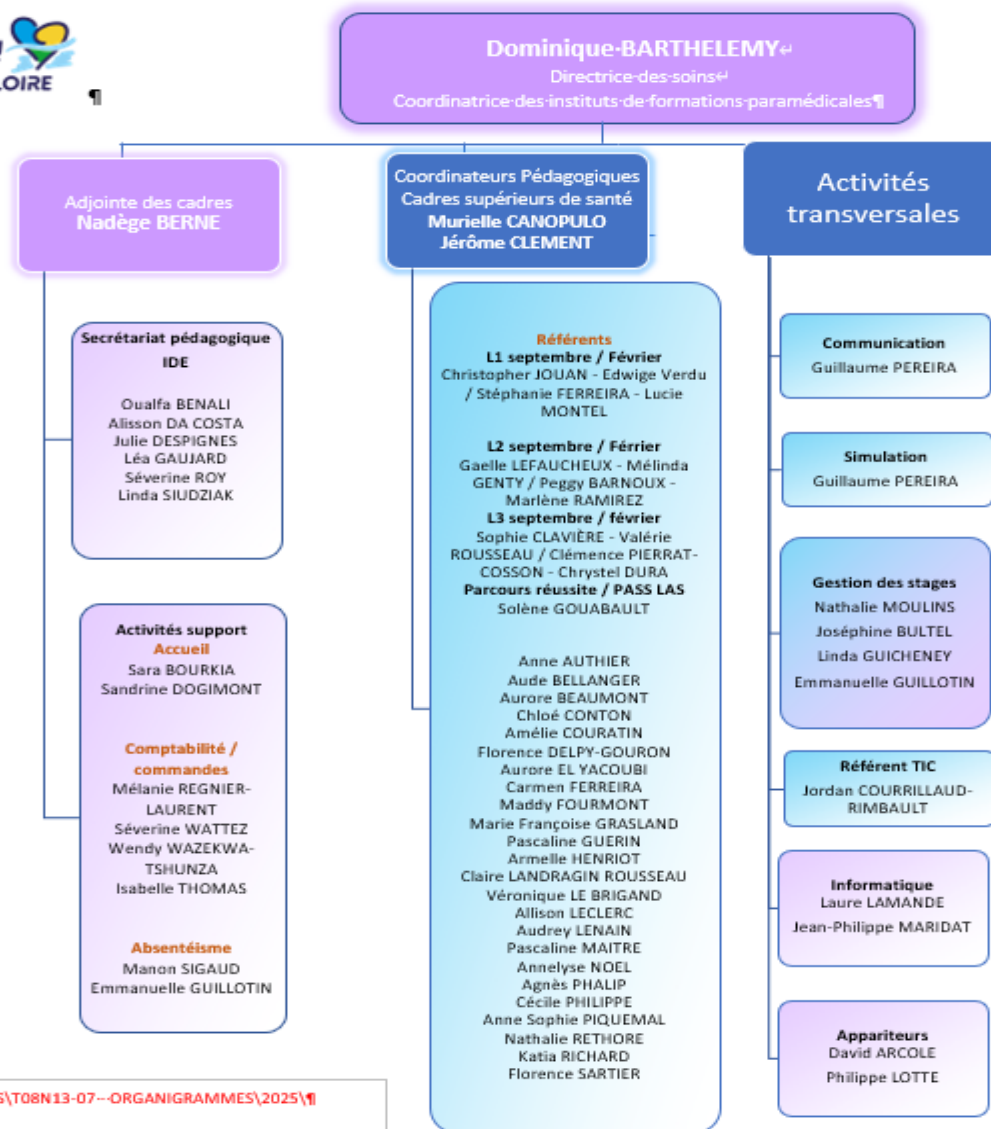 LOIRE
¶
Dominique·BARTHELEMY↵
Directrice·des·soins↵
Coordinatrice·des·instituts·de·formations·paramédicales¶
Adjointe des cadres
Nadège BERNE
Coordinateurs Pédagogiques
Cadres supérieurs de santé
Murielle CANOPULO
Jérôme CLEMENT
Activités
transversales
Secrétariat pédagogique
IDE
Oualfa BENALI
Alisson DA COSTA
Julie DESPIGNES
Léa GAUJARD
Séverine ROY
Linda SIUDZIAK
Activités support
Accueil
Sara BOURKIA
Sandrine DOGIMONT
Comptabilité /
commandes
Mélanie REGNIER-
LAURENT
Séverine WATTEZ
Wendy WAZEKWA-
TSHUNZA
Isabelle THOMAS
Absentéisme
Manon SIGAUD
Emmanuelle GUILLOTIN
Référents
L1 septembre / Février
Christopher JOUAN - Edwige Verdu
/ Stéphanie FERREIRA - Lucie
MONTEL
L2 septembre / Férrier
Gaelle LEFAUCHEUX - Mélinda
GENTY / Peggy BARNOUX -
Marlène RAMIREZ
L3 septembre / février
Sophie CLAVIÈRE - Valérie
ROUSSEAU / Clémence PIERRAT-
COSSON - Chrystel DURA
Parcours réussite / PASS LAS
Solène GOUABAULT
Anne AUTHIER
Aude BELLANGER
Aurore BEAUMONT
Chloé CONTON
Amélie COURATIN
Florence DELPY-GOURON
Aurore EL YACOUBI
Carmen FERREIRA
Maddy FOURMONT
Marie Françoise GRASLAND
Pascaline GUERIN
Armelle HENRIOT
Claire LANDRAGIN ROUSSEAU
Véronique LE BRIGAND
Allison LECLERC
Audrey LENAIN
Pascaline MAITRE
Annelyse NOEL
Agnès PHALIP
Cécile PHILIPPE
Anne Sophie PIQUEMAL
Nathalie RETHORE
Katia RICHARD
Florence SARTIER
Communication
Guillaume PEREIRA
Simulation
Guillaume PEREIRA
Gestion des stages
Nathalie MOULINS
Joséphine BULTEL
Linda GUICHENEY
Emmanuelle GUILLOTIN
Référent TIC
Jordan COURRILLAUD-
RIMBAULT
Informatique
Laure LAMANDE
Jean-Philippe MARIDAT
Appariteurs
David ARCOLE
Philippe LOTTE
S\T08N13-07-·-ORGANIGRAMMES\2025\¶